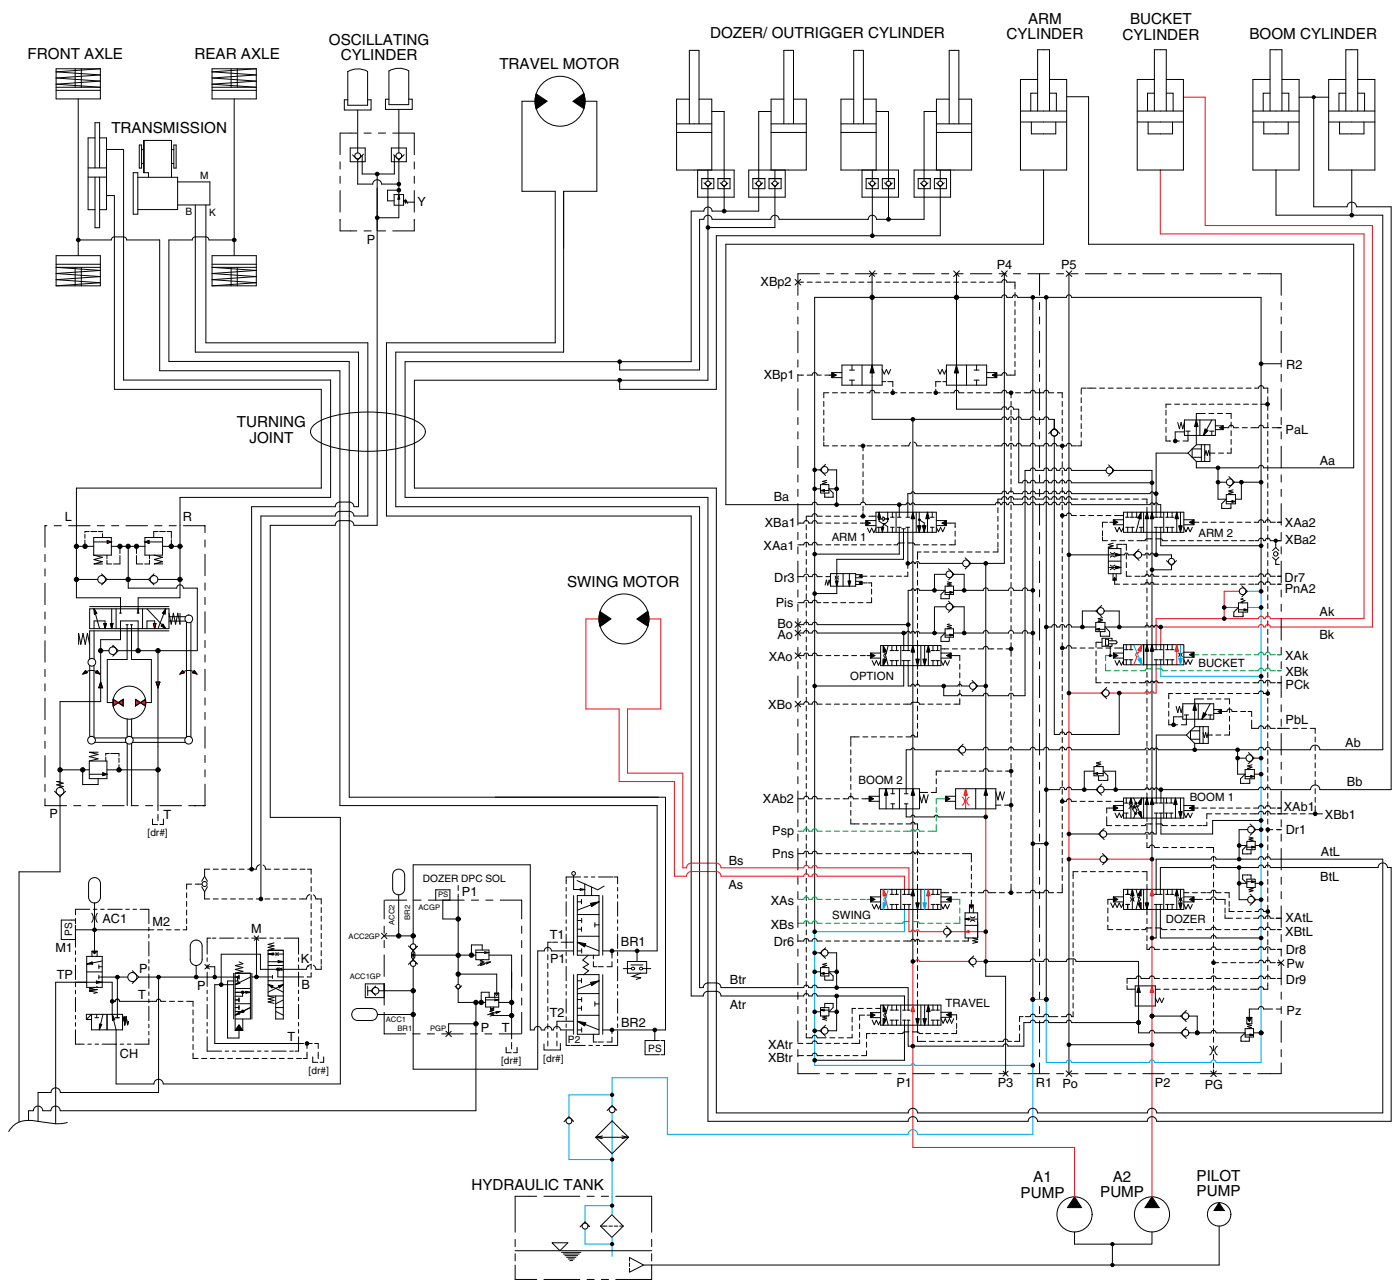 FRONT AXLE
REAR AXLE
OSCILLATING
CYLINDER
TRAVEL MOTOR
DOZER/ OUTRIGGER CYLINDER
ARM
CYLINDER
BUCKET
CYLINDER
BOOM CYLINDER
TRANSMISSION
M
B
K
Y
P
TURNING
JOINT
P4
P5
XBp2
XBp1
R2
PaL
Aa
Ba
XBa1
ARM 1
XAa1
ARM 2
XAa2
XBa2
Dr3
Pis
Dr7
PnA2
Bo
Ao
Ak
Bk
XAo
OPTION
BUCKET
XAk
XBk
PCk
XBo
PbL
Ab
BOOM 2
Bb
XAb2
BOOM 1
XAb1
XBb1
Psp
Dr1
Pns
AtL
BtL
Bs
As
XAs
SWING
XBs
Dr6
DOZER
XAtL
XBtL
Dr8
Pw
Dr9
Btr
Atr
TRAVEL
Pz
XAtr
XBtr
P1
P3
R1
Po
P2
PG
SWING MOTOR
L
R
P
T
[dr#]
AC1
PS
M1
M2
TP
P
T
CH
M
K
B
P
T
[dr#]
DOZER DPC SOL
PS
P1
ACGP
ACC2
BR2
ACC2GP
ACC1GP
ACC1
BR1
PGP
P
T
[dr#]
T1
P1
BR1
T2
P2
BR2
[dr#]
PS
HYDRAULIC TANK
A1
PUMP
A2
PUMP
PILOT
PUMP